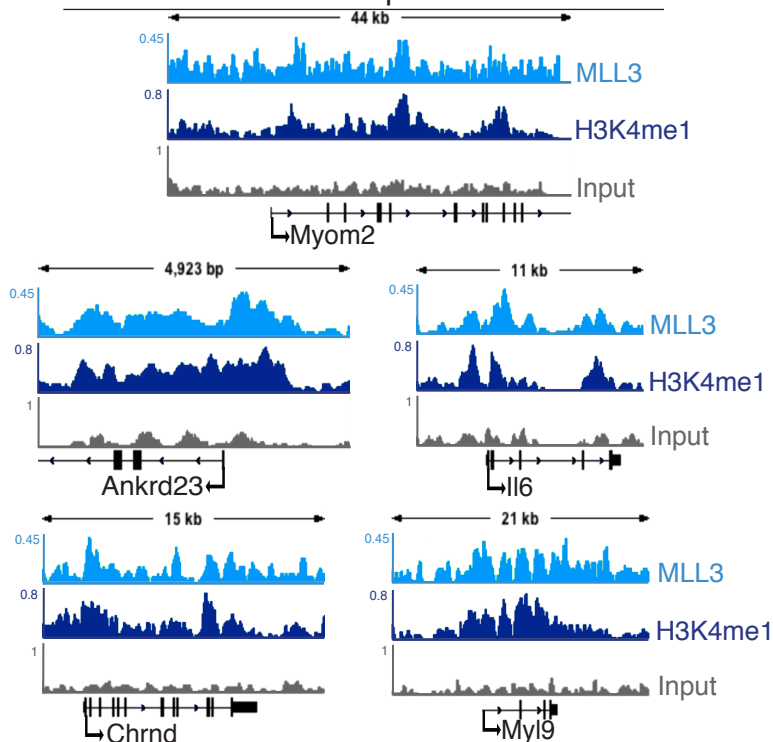 44 kb
0.45
MLL3
0.8
H3K4me1
1
Input
Myom2
4,923 bp
0.45
0.8
1
Ankrd23
11 kb
0.45
MLL3
0.8
H3K4me1
1
Input
Il6
15 kb
0.45
0.8
1
Chrnd
21 kb
0.45
MLL3
0.8
H3K4me1
1
Input
Myl9